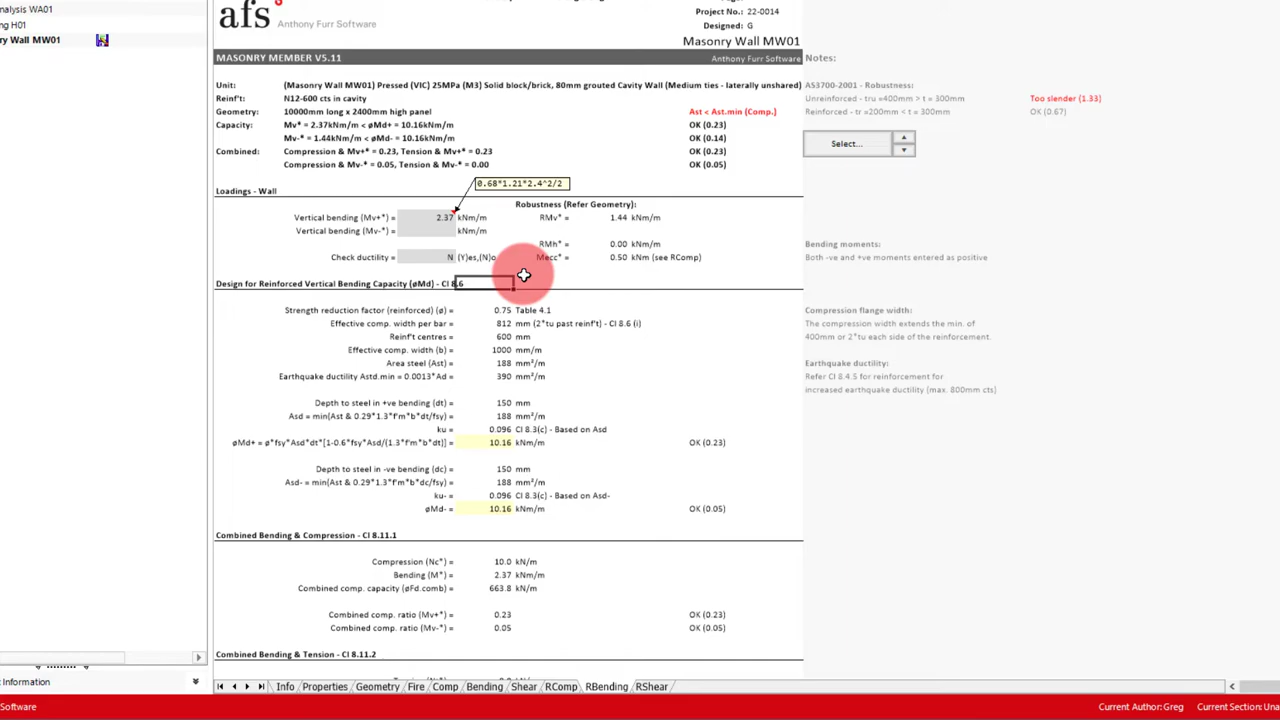 nalysis WA01
ng H01
ry Wall MW01
afs
Anthony Furr Software
Project No.: 22-0014
Designed: G
Masonry Wall MW01
MASONRY MEMBER V5.11 Anthony Furr Software
Notes:
Unit: (Masonry Wall MW01) Pressed (VIC) 25MPa (M3) Solid block/brick, 80mm grouted Cavity Wall (Medium ties - laterally unshared)
AS3700-2001 - Robustness:
Reinf't: N12-600 cts in cavity
Unreinforced - tru =400mm > t = 300mm Too slender (1.33)
Geometry: 10000mm long x 2400mm high panel Ast < Ast.min (Comp.)
Reinforced - tr =200mm < t = 300mm OK (0.67)
Capacity: Mv* = 2.37kNm/m < øMd+ = 10.16kNm/m OK (0.23)
Mv-* = 1.44kNm/m < øMd- = 10.16kNm/m OK (0.14)
Select...
Combined: Compression & Mv+* = 0.23, Tension & Mv+* = 0.23 OK (0.23)
Compression & Mv-* = 0.05, Tension & Mv-* = 0.00 OK (0.05)
0.68*1.21*2.4^2/2
Loadings - Wall
Robustness (Refer Geometry):
Vertical bending (Mv+*) = 2.37 kNm/m RMv* = 1.44 kNm/m
Vertical bending (Mv-*) = kNm/m
RMh* = 0.00 kNm/m
Bending moments:
Check ductility: = N (Y)es,(N)o Mecc* = 0.50 kNm (see RComp)
Both -ve and +ve moments entered as positive
Design for Reinforced Vertical Bending Capacity (øMd) - Cl 8.6
Strength reduction factor (reinforced) (ø) = 0.75 Table 4.1
Compression flange width:
Effective comp. width per bar = 812 mm (2*tu past reinf't) - Cl 8.6 (i)
The compression width extends the min. of
Reinf't centres = 600 mm
400mm or 2*tu each side of the reinforcement.
Effective comp. width (b) = 1000 mm/m
Area steel (Ast) = 188 mm²/m
Earthquake ductility:
Earthquake ductility Astd.min = 0.0013*Ad = 390 mm²/m
Refer Cl 8.4.5 for reinforcement for
increased earthquake ductility (max. 800mm cts)
Depth to steel in +ve bending (dt) = 150 mm
Asd = min(Ast & 0.29*1.3*f'm*b*dt/fsy) = 188 mm²/m
ku = 0.096 Cl 8.3(c) - Based on Asd
øMd+ = ø*fsy*Asd*dt*[1-0.6*fsy*Asd/(1.3*f'm*b*dt)] = 10.16 kNm/m OK (0.23)
Depth to steel in -ve bending (dc) = 150 mm
Asd- = min(Ast & 0.29*1.3*f'm*b*dt/fsy) = 188 mm²/m
ku- = 0.096 Cl 8.3(c) - Based on Asd-
øMd- = 10.16 kNm/m OK (0.05)
Combined Bending & Compression - Cl 8.11.1
Compression (Nc*) = 10.0 kN/m
Bending (M*) = 2.37 kNm/m
Combined comp. capacity (øFd.comb) = 663.8 kN/m
Combined comp. ratio (Mv+*) = 0.23 OK (0.23)
Combined comp. ratio (Mv-*) = 0.05 OK (0.05)
Combined Bending & Tension - Cl 8.11.2
Info Properties Geometry Fire Comp Bending Shear RComp RBending RShear
t Information
Software
Current Author: Greg Current Section: Una